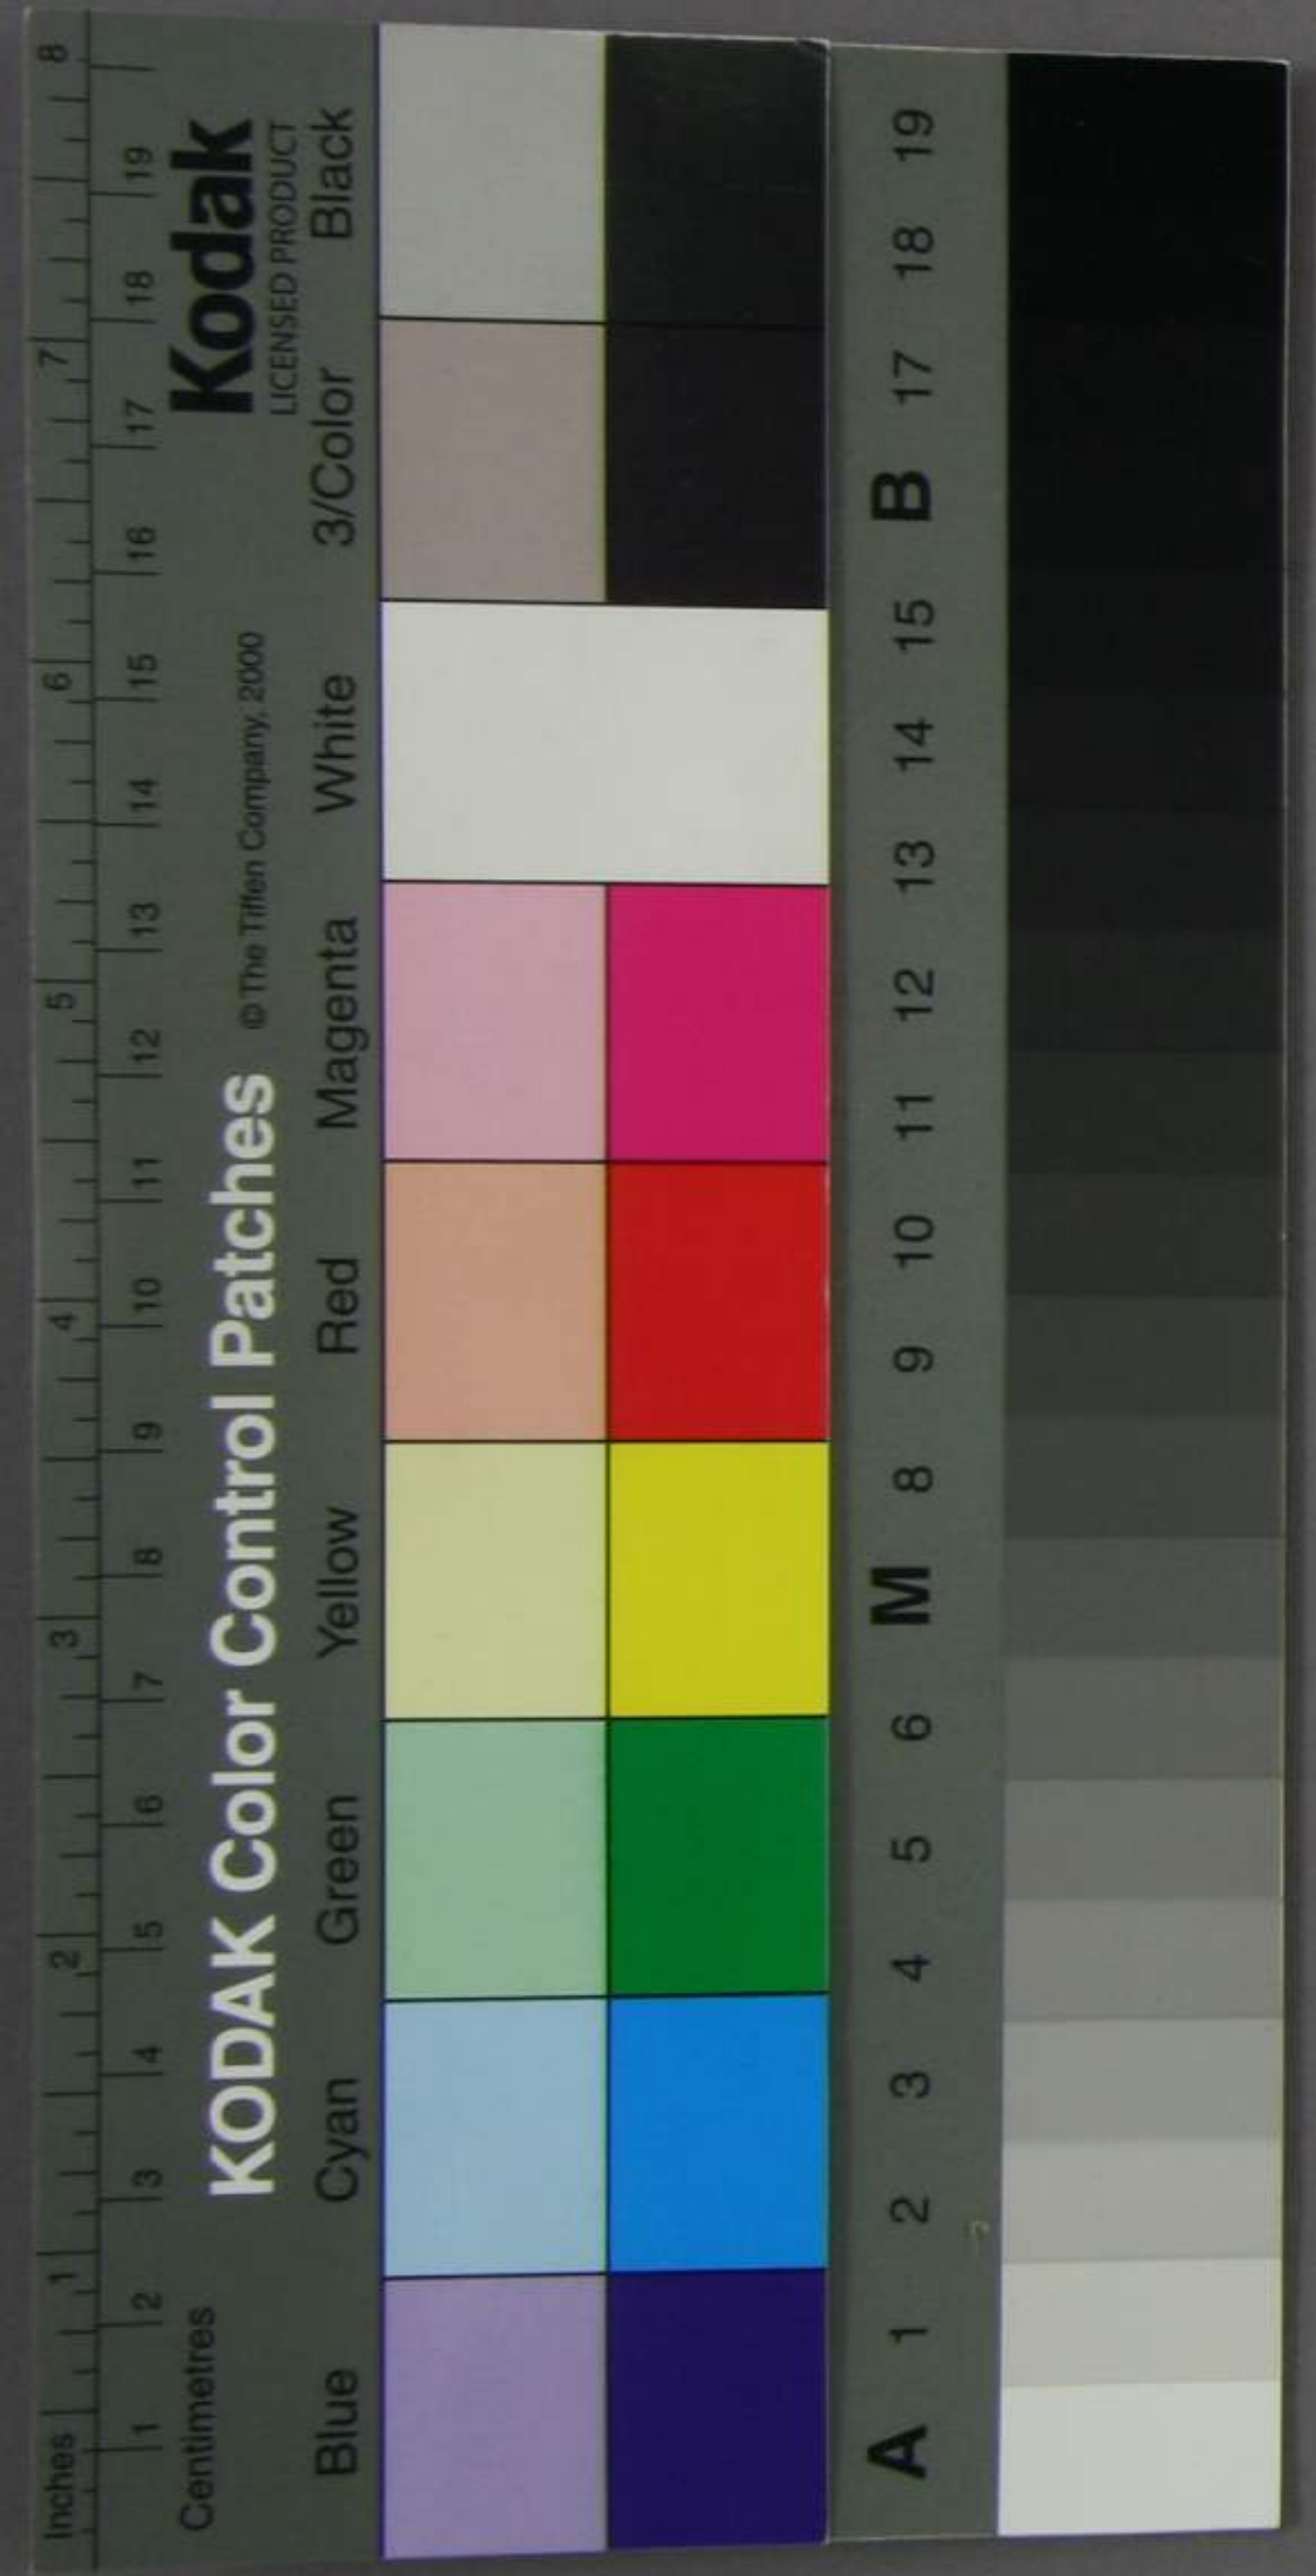 Inches 1 2 3 4 5 6 7 8
1 2 3 4 5 6 7 8 9 10 11 12 13 14 15 16 17 18 19
Centimetres
KODAK Color Control Patches
© The Tiffen Company, 2000
Kodak
LICENSED PRODUCT
Blue Cyan Green Yellow Red Magenta White 3/Color Black
A 1 2 3 4 5 6 M 8 9 10 11 12 13 14 15 B 17 18 19